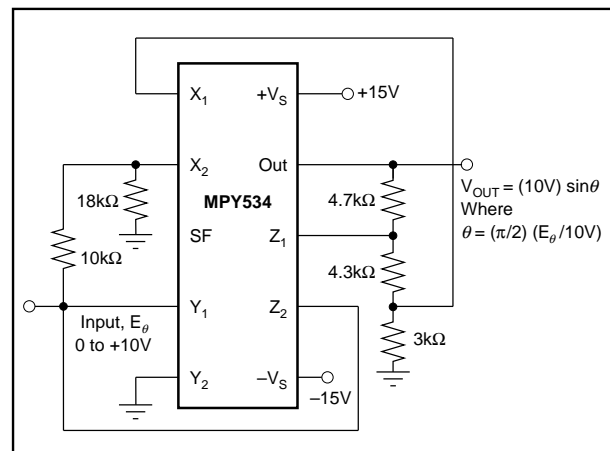 X1
+VS
+15V
X2
Out
VOUT = (10V) sinθ
Where
θ = (π/2) (Eθ/10V)
18kΩ
MPY534
4.7kΩ
SF
Z1
10kΩ
4.3kΩ
Input, Eθ
0 to +10V
Y1
Z2
3kΩ
Y2
–VS
–15V